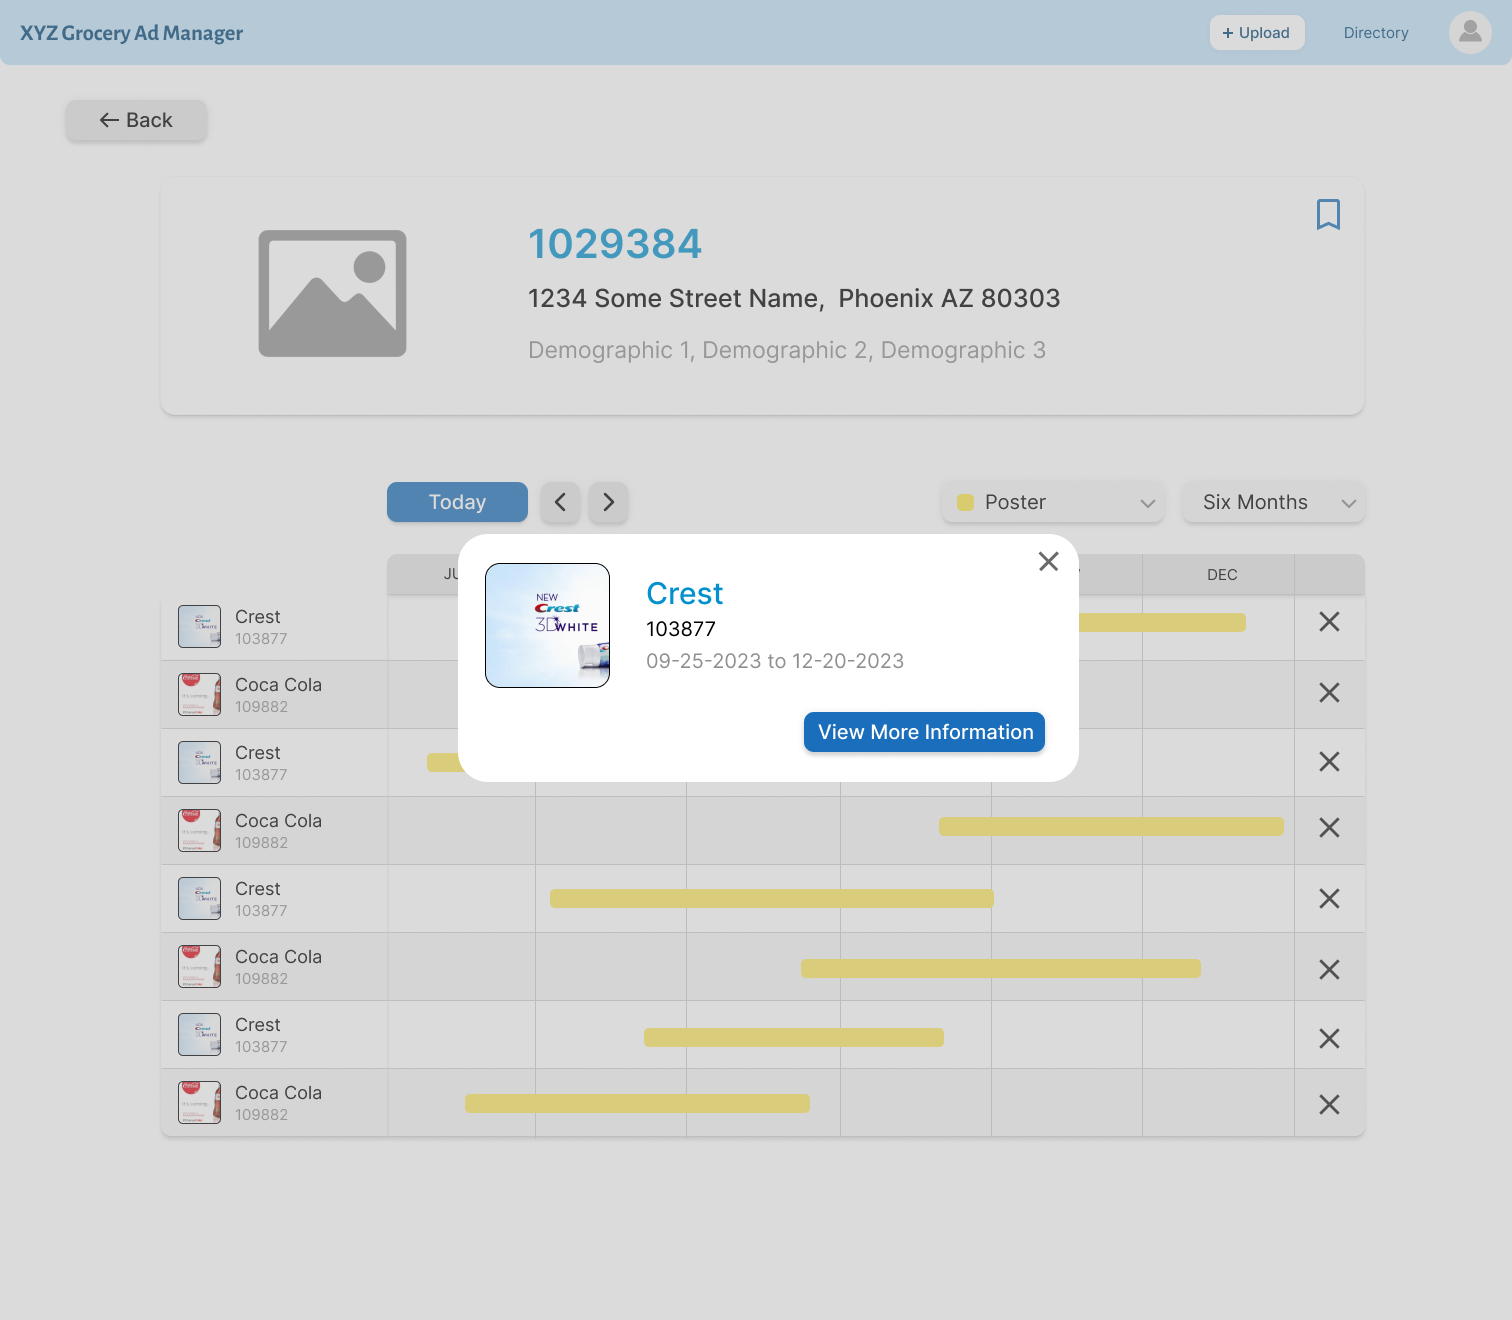 XYZ Grocery Ad Manager
+ Upload
Directory
← Back
1029384
1234 Some Street Name, Phoenix AZ 80303
Demographic 1, Demographic 2, Demographic 3
Today
Poster
Six Months
JU
DEC
NEW
Crest
3D WHITE
Crest
103877
09-25-2023 to 12-20-2023
View More Information
Crest
103877
Coca Cola
109882
Crest
103877
Coca Cola
109882
Crest
103877
Coca Cola
109882
Crest
103877
Coca Cola
109882